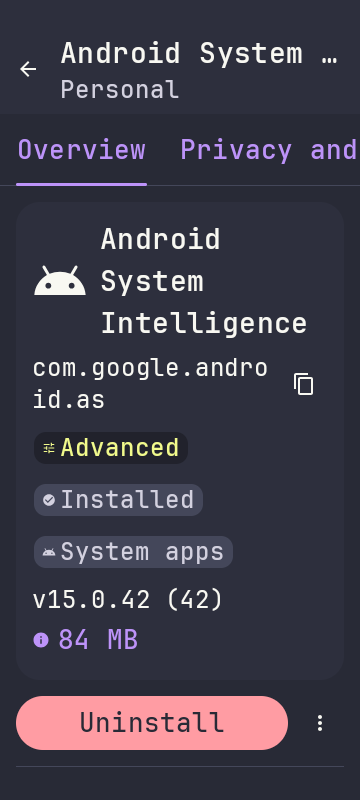 Android System …
Personal
Overview
Privacy and
Android
System
Intelligence
com.google.andro
id.as
Advanced
Installed
System apps
v15.0.42 (42)
84 MB
Uninstall